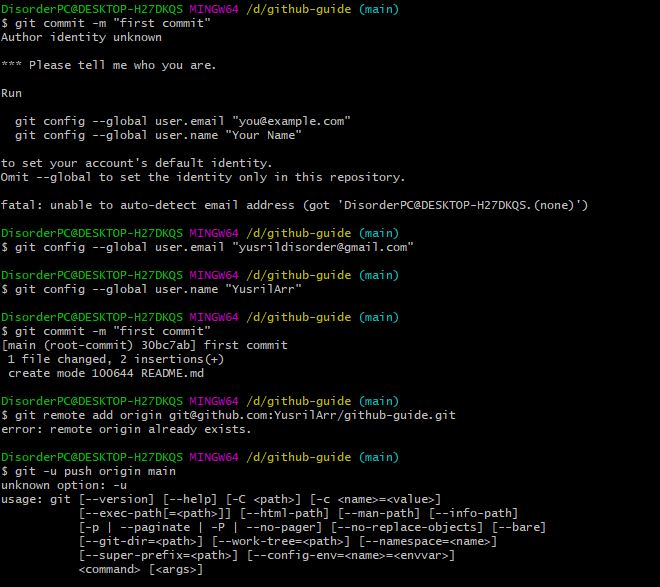 DisorderPC@DESKTOP-H27DKQS MINGW64 /d/github-guide (main)
$ git commit -m "first commit"
Author identity unknown

*** Please tell me who you are.

Run

  git config --global user.email "you@example.com"
  git config --global user.name "Your Name"

to set your account's default identity.
Omit --global to set the identity only in this repository.

fatal: unable to auto-detect email address (got 'DisorderPC@DESKTOP-H27DKQS.(none)')

DisorderPC@DESKTOP-H27DKQS MINGW64 /d/github-guide (main)
$ git config --global user.email "yusrildisorder@gmail.com"

DisorderPC@DESKTOP-H27DKQS MINGW64 /d/github-guide (main)
$ git config --global user.name "YusrilArr"

DisorderPC@DESKTOP-H27DKQS MINGW64 /d/github-guide (main)
$ git commit -m "first commit"
[main (root-commit) 30bc7ab] first commit
 1 file changed, 2 insertions(+)
 create mode 100644 README.md

DisorderPC@DESKTOP-H27DKQS MINGW64 /d/github-guide (main)
$ git remote add origin git@github.com:YusrilArr/github-guide.git
error: remote origin already exists.

DisorderPC@DESKTOP-H27DKQS MINGW64 /d/github-guide (main)
$ git -u push origin main
unknown option: -u
usage: git [--version] [--help] [-C <path>] [-c <name>=<value>]
           [--exec-path[=<path>]] [--html-path] [--man-path] [--info-path]
           [-p | --paginate | -P | --no-pager] [--no-replace-objects] [--bare]
           [--git-dir=<path>] [--work-tree=<path>] [--namespace=<name>]
           [--super-prefix=<path>] [--config-env=<name>=<envvar>]
           <command> [<args>]